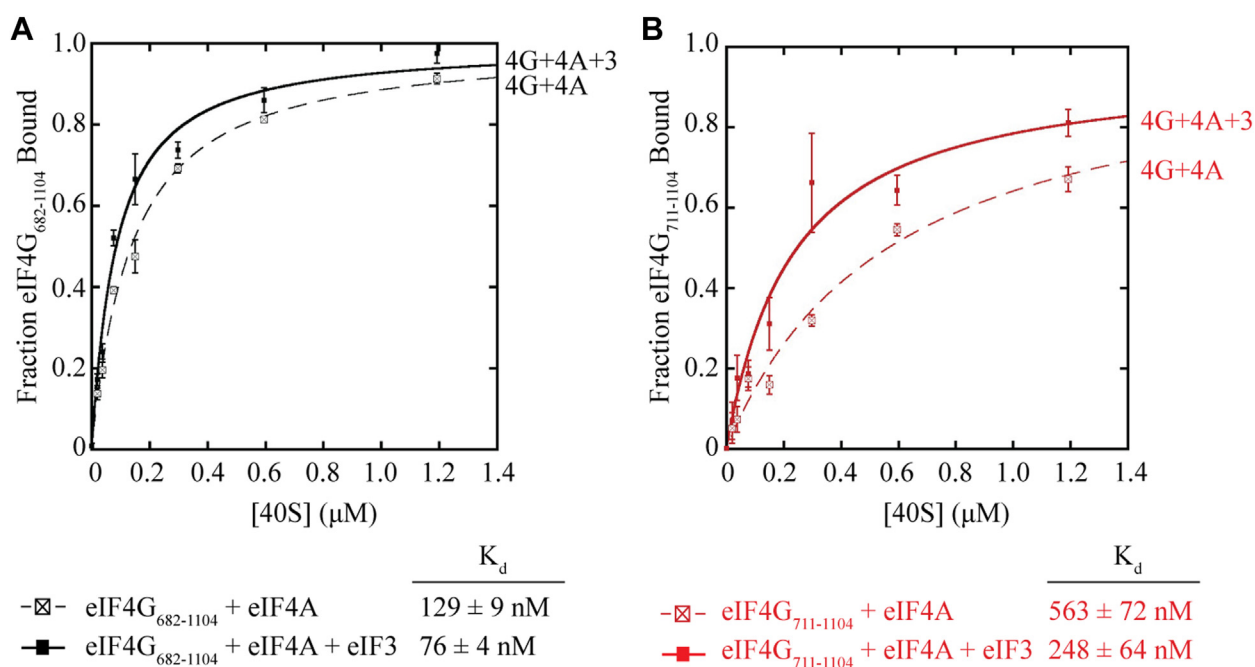 A
Fraction eIF4G682-1104 Bound
1.0
0.8
0.6
0.4
0.2
0
0 0.2 0.4 0.6 0.8 1.0 1.2 1.4
[40S] (μM)
4G+4A+3
4G+4A
Kd
eIF4G682-1104 + eIF4A 129 ± 9 nM
eIF4G682-1104 + eIF4A + eIF3 76 ± 4 nM
B
Fraction eIF4G711-1104 Bound
1.0
0.8
0.6
0.4
0.2
0
0 0.2 0.4 0.6 0.8 1.0 1.2 1.4
[40S] (μM)
4G+4A+3
4G+4A
Kd
eIF4G711-1104 + eIF4A 563 ± 72 nM
eIF4G711-1104 + eIF4A + eIF3 248 ± 64 nM